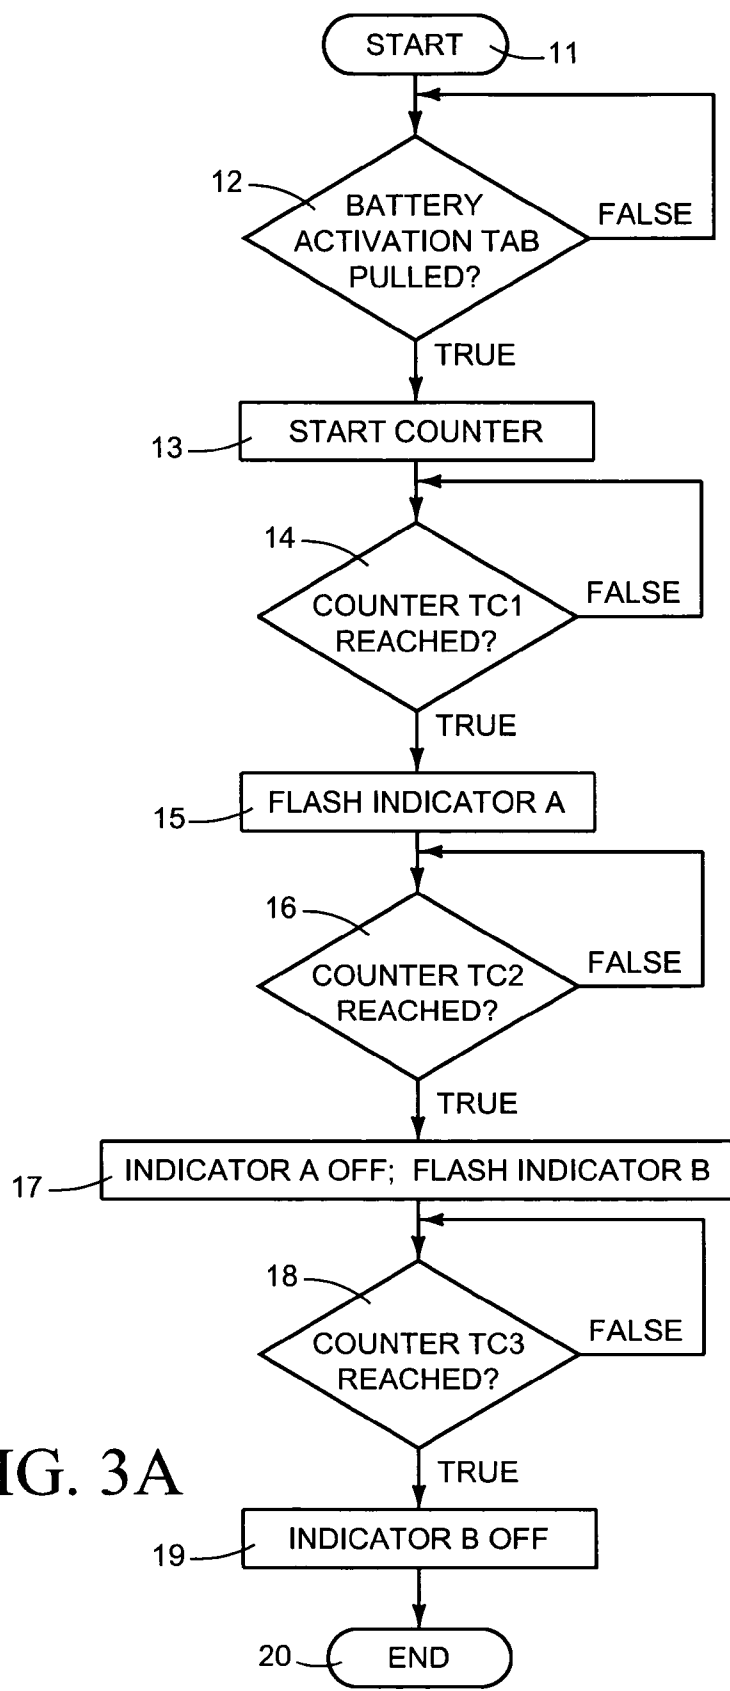 START
11
12
BATTERY
ACTIVATION TAB
PULLED?
FALSE
TRUE
13
START COUNTER
14
COUNTER TC1
REACHED?
FALSE
TRUE
15
FLASH INDICATOR A
16
COUNTER TC2
REACHED?
FALSE
TRUE
17
INDICATOR A OFF; FLASH INDICATOR B
18
COUNTER TC3
REACHED?
FALSE
TRUE
IG. 3A
19
INDICATOR B OFF
20
END